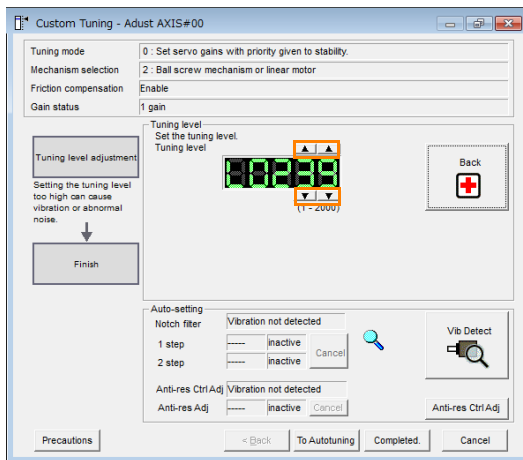 Custom Tuning - Adust AXIS#00
Tuning mode
0 : Set servo gains with priority given to stability.
Mechanism selection
2 : Ball screw mechanism or linear motor
Friction compensation
Enable
Gain status
1 gain
Tuning level adjustment
Setting the tuning level
too high can cause
vibration or abnormal
noise.
Finish
Tuning level
Set the tuning level.
Tuning level
L0239
(1 - 2000)
Back
Auto-setting
Notch filter
Vibration not detected
1 step
-----
inactive
2 step
-----
inactive
Cancel
Vib Detect
Anti-res Ctrl Adj
Vibration not detected
Anti-res Adj
-----
inactive
Cancel
Anti-res Ctrl Adj
Precautions
< Back
To Autotuning
Completed.
Cancel